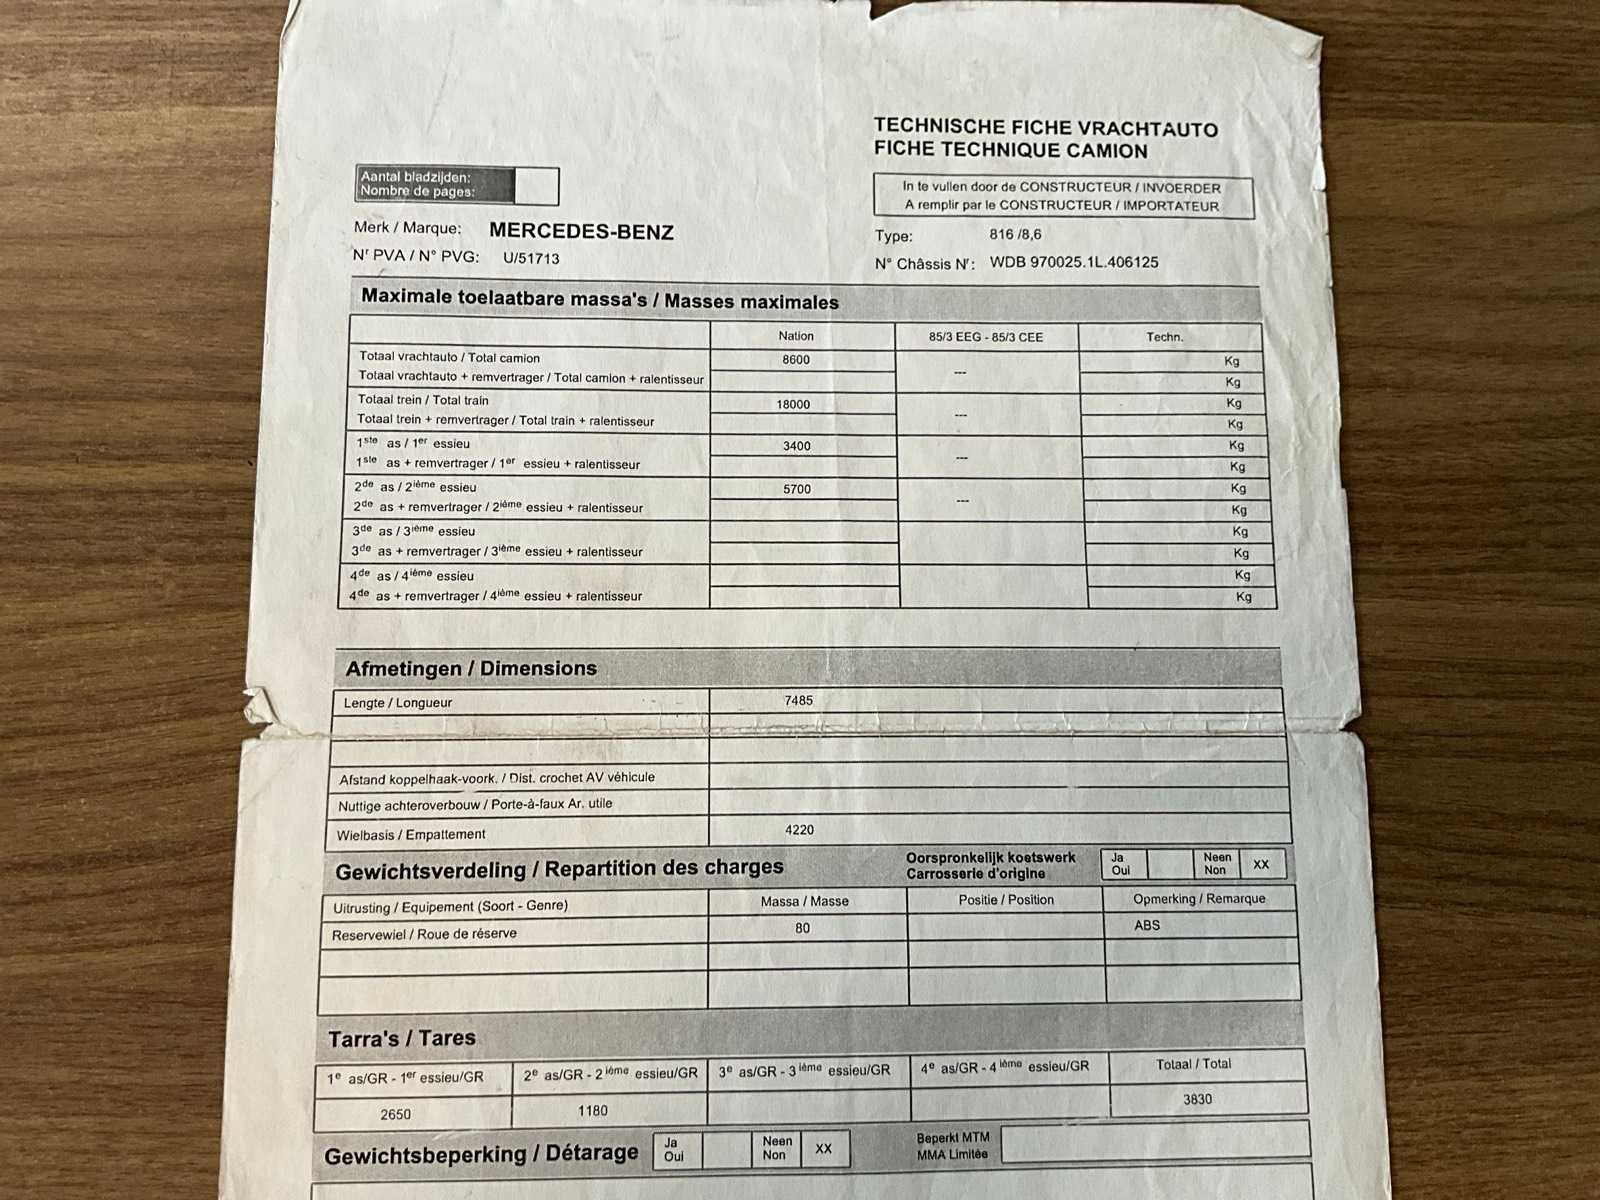 TECHNISCHE FICHE VRACHTAUTO
FICHE TECHNIQUE CAMION
Aantal bladzijden:
Nombre de pages:
In te vullen door de CONSTRUCTEUR / INVOERDER
A remplir par le CONSTRUCTEUR / IMPORTATEUR
Merk / Marque: MERCEDES-BENZ
Type: 816 /8,6
Nʳ PVA / N° PVG: U/51713
N° Châssis Nʳ: WDB 970025.1L.406125
Maximale toelaatbare massa's / Masses maximales
Nation 85/3 EEG - 85/3 CEE Techn.
Totaal vrachtauto / Total camion 8600 --- Kg
Totaal vrachtauto + remvertrager / Total camion + ralentisseur Kg
Totaal trein / Total train 18000 --- Kg
Totaal trein + remvertrager / Total train + ralentisseur Kg
1ste as / 1er essieu 3400 --- Kg
1ste as + remvertrager / 1er essieu + ralentisseur Kg
2de as / 2ième essieu 5700 --- Kg
2de as + remvertrager / 2ième essieu + ralentisseur Kg
3de as / 3ième essieu Kg
3de as + remvertrager / 3ième essieu + ralentisseur Kg
4de as / 4ième essieu Kg
4de as + remvertrager / 4ième essieu + ralentisseur Kg
Afmetingen / Dimensions
Lengte / Longueur 7485
Afstand koppelhaak-voork. / Dist. crochet AV véhicule
Nuttige achteroverbouw / Porte-à-faux Ar. utile
Wielbasis / Empattement 4220
Gewichtsverdeling / Repartition des charges
Oorspronkelijk koetswerk
Carrosserie d'origine
Ja Neen XX
Oui Non
Uitrusting / Equipement (Soort - Genre) Massa / Masse Positie / Position Opmerking / Remarque
Reservewiel / Roue de réserve 80 ABS
Tarra's / Tares
1e as/GR - 1er essieu/GR 2e as/GR - 2ième essieu/GR 3e as/GR - 3ième essieu/GR 4e as/GR - 4ième essieu/GR Totaal / Total
2650 1180 3830
Gewichtsbeperking / Détarage
Ja Neen XX
Oui Non
Beperkt MTM
MMA Limitée